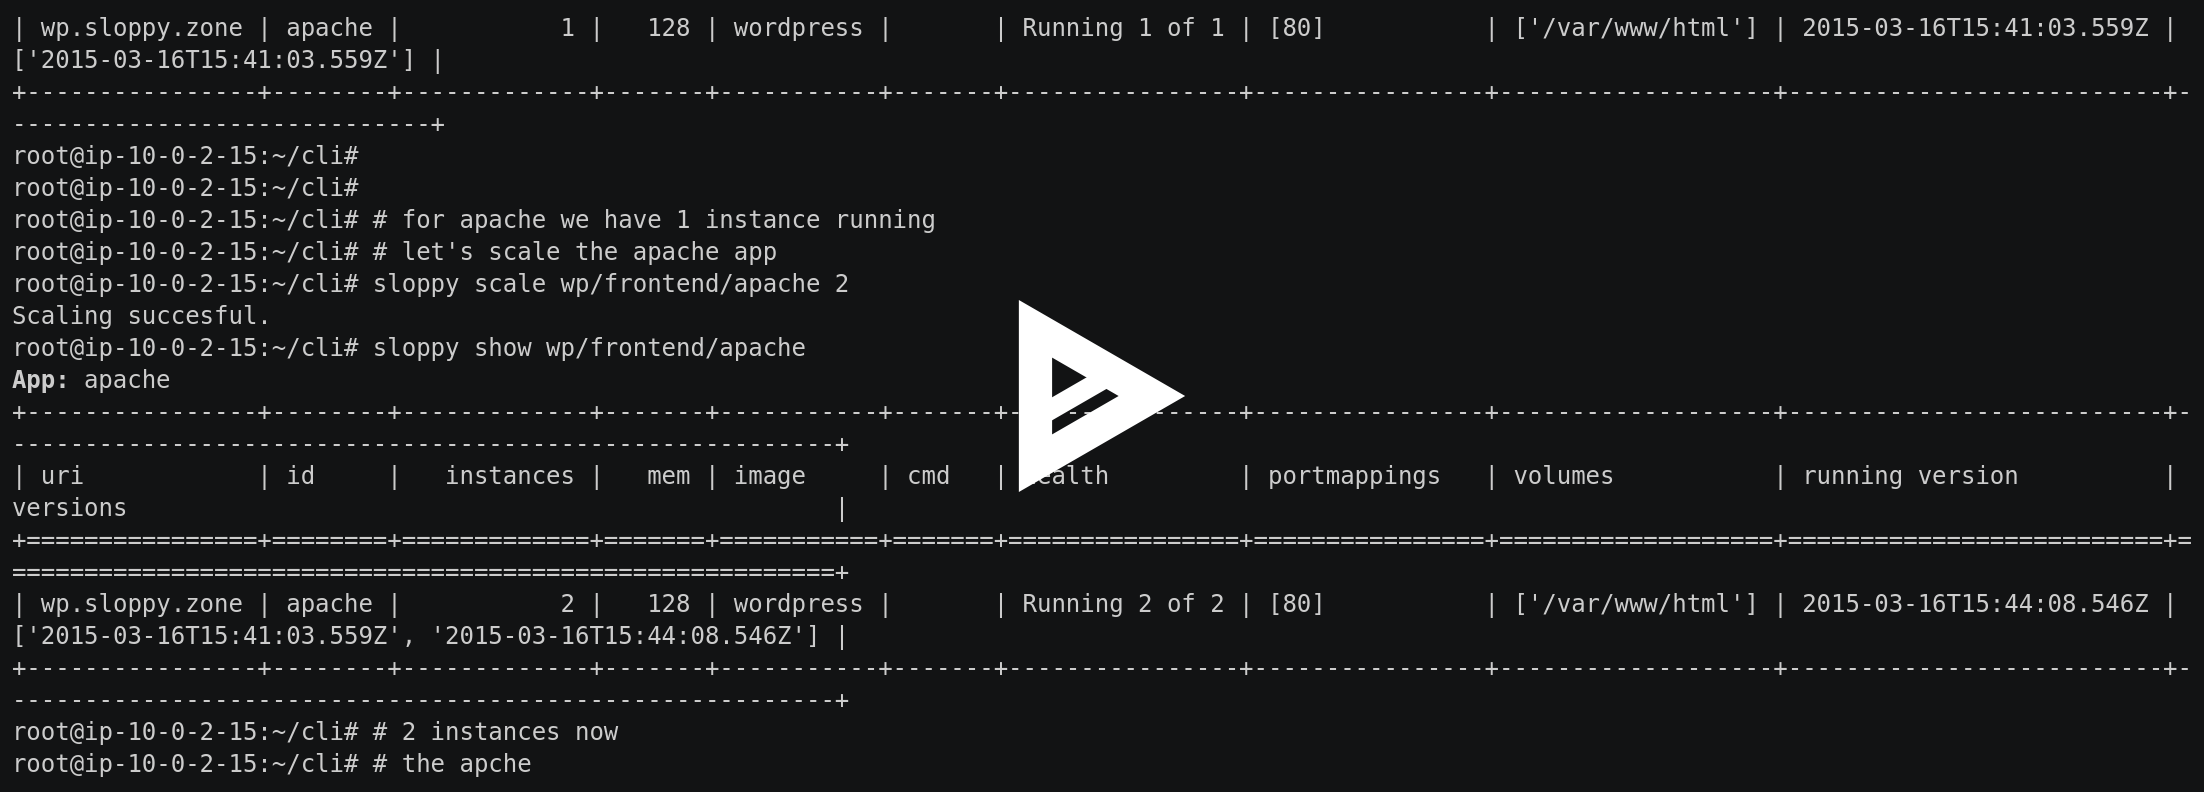 | wp.sloppy.zone | apache |           1 |   128 | wordpress |       | Running 1 of 1 | [80]           | ['/var/www/html'] | 2015-03-16T15:41:03.559Z |
['2015-03-16T15:41:03.559Z'] |
+----------------+--------+-------------+-------+-----------+-------+----------------+----------------+-------------------+--------------------------+-
-----------------------------+
root@ip-10-0-2-15:~/cli#
root@ip-10-0-2-15:~/cli#
root@ip-10-0-2-15:~/cli# # for apache we have 1 instance running
root@ip-10-0-2-15:~/cli# # let's scale the apache app
root@ip-10-0-2-15:~/cli# sloppy scale wp/frontend/apache 2
Scaling succesful.
root@ip-10-0-2-15:~/cli# sloppy show wp/frontend/apache
App: apache
+----------------+--------+-------------+-------+-----------+-------+----------------+----------------+-------------------+--------------------------+-
---------------------------------------------------------+
| uri            | id     |   instances |   mem | image     | cmd   | health         | portmappings   | volumes           | running version          |
versions                                                 |
+================+========+=============+=======+===========+=======+================+================+===================+==========================+=
=========================================================+
| wp.sloppy.zone | apache |           2 |   128 | wordpress |       | Running 2 of 2 | [80]           | ['/var/www/html'] | 2015-03-16T15:44:08.546Z |
['2015-03-16T15:41:03.559Z', '2015-03-16T15:44:08.546Z'] |
+----------------+--------+-------------+-------+-----------+-------+----------------+----------------+-------------------+--------------------------+-
---------------------------------------------------------+
root@ip-10-0-2-15:~/cli# # 2 instances now
root@ip-10-0-2-15:~/cli# # the apche